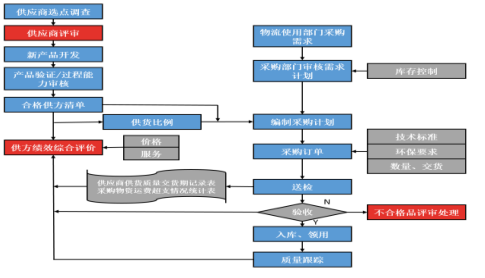 供应商选点调查
供应商评审
新产品开发
产品验证/过程能
力审核
合格供方清单
供货比例
供方绩效综合评价
价格
服务
供应商供货质量交货期记录表
采购物资运费超支情况统计表
物流使用部门采购
需求
采购部门审核需求
计划
库存控制
编制采购计划
采购订单
技术标准
环保要求
数量、交货
送检
N
验收
不合格品评审处理
Y
入库、领用
质量跟踪